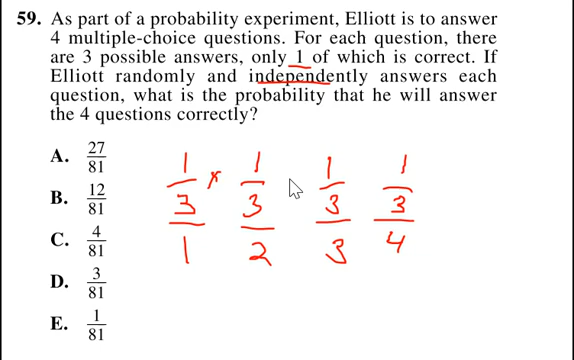 59. As part of a probability experiment, Elliott is to answer
4 multiple-choice questions. For each question, there
are 3 possible answers, only 1 of which is correct. If
Elliott randomly and independently answers each
question, what is the probability that he will answer
the 4 questions correctly?
A. 27/81
B. 12/81
C. 4/81
D. 3/81
E. 1/81
1/3 × 1/3 1/3 1/3
1 2 3 4